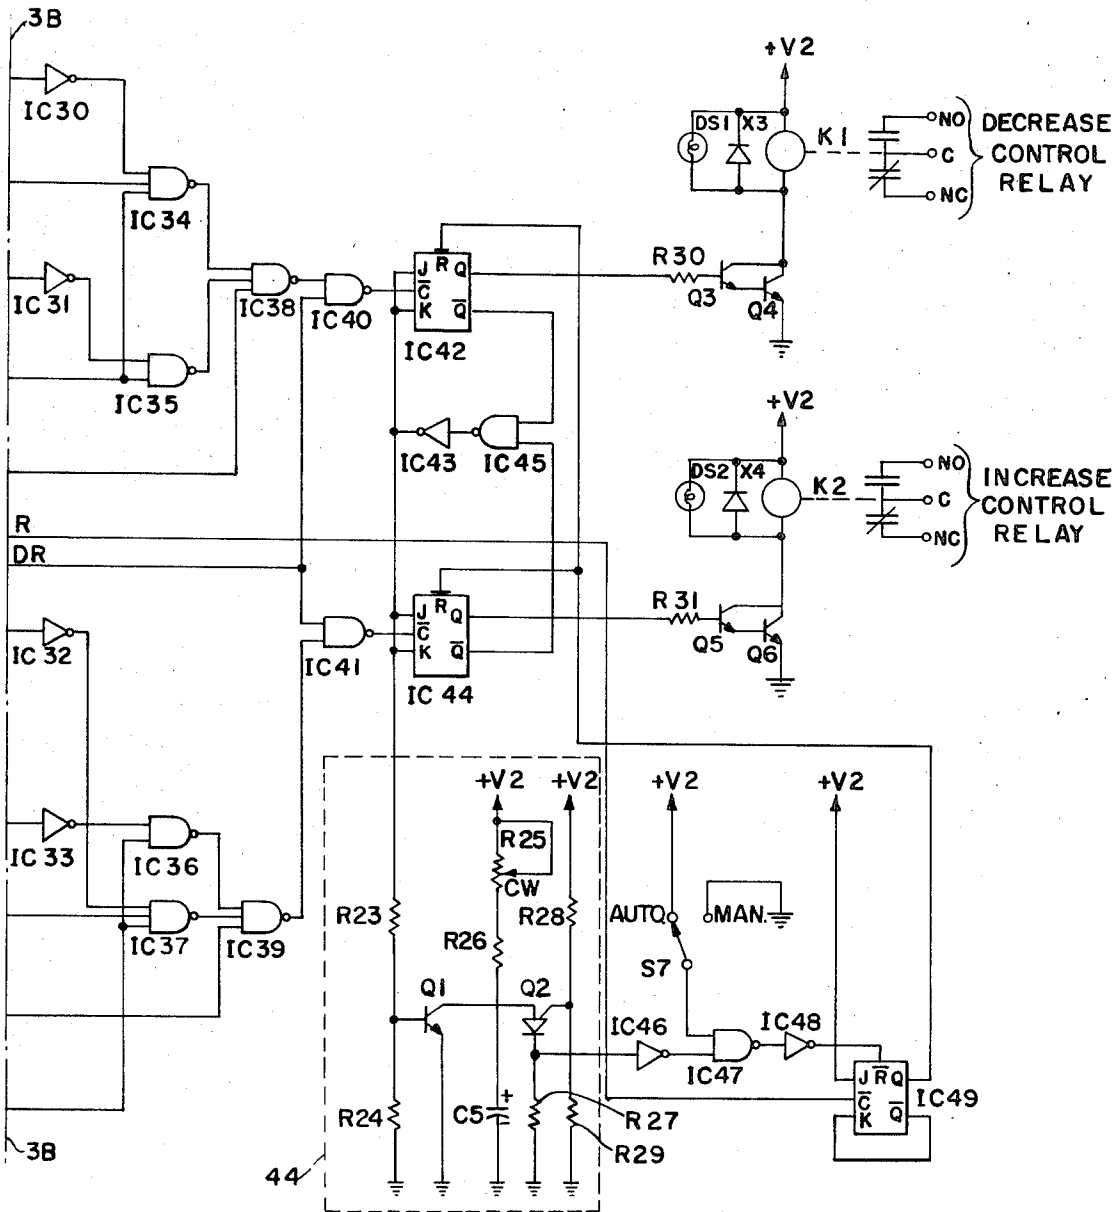 3B
+V2
IC30
DS1 X3
K1
NO
C
NC
DECREASE
CONTROL
RELAY
IC34
R30
Q3
Q4
IC31
IC38
IC40
J R Q
C̅
K Q̅
IC42
IC35
+V2
IC43
IC45
DS2 X4
K2
NO
C
NC
INCREASE
CONTROL
RELAY
R
DR
R31
Q5
Q6
IC32
IC41
J R Q
C̅
K Q̅
IC 44
+V2
+V2
+V2
+V2
IC33
IC36
R25
CW
R23
R26
R28
AUTO.
MAN.
S7
IC37
IC39
Q1
Q2
IC46
IC47
IC48
J R̅ Q
C̅
K Q̅
IC49
R24
C5
+
R27
R29
3B
44